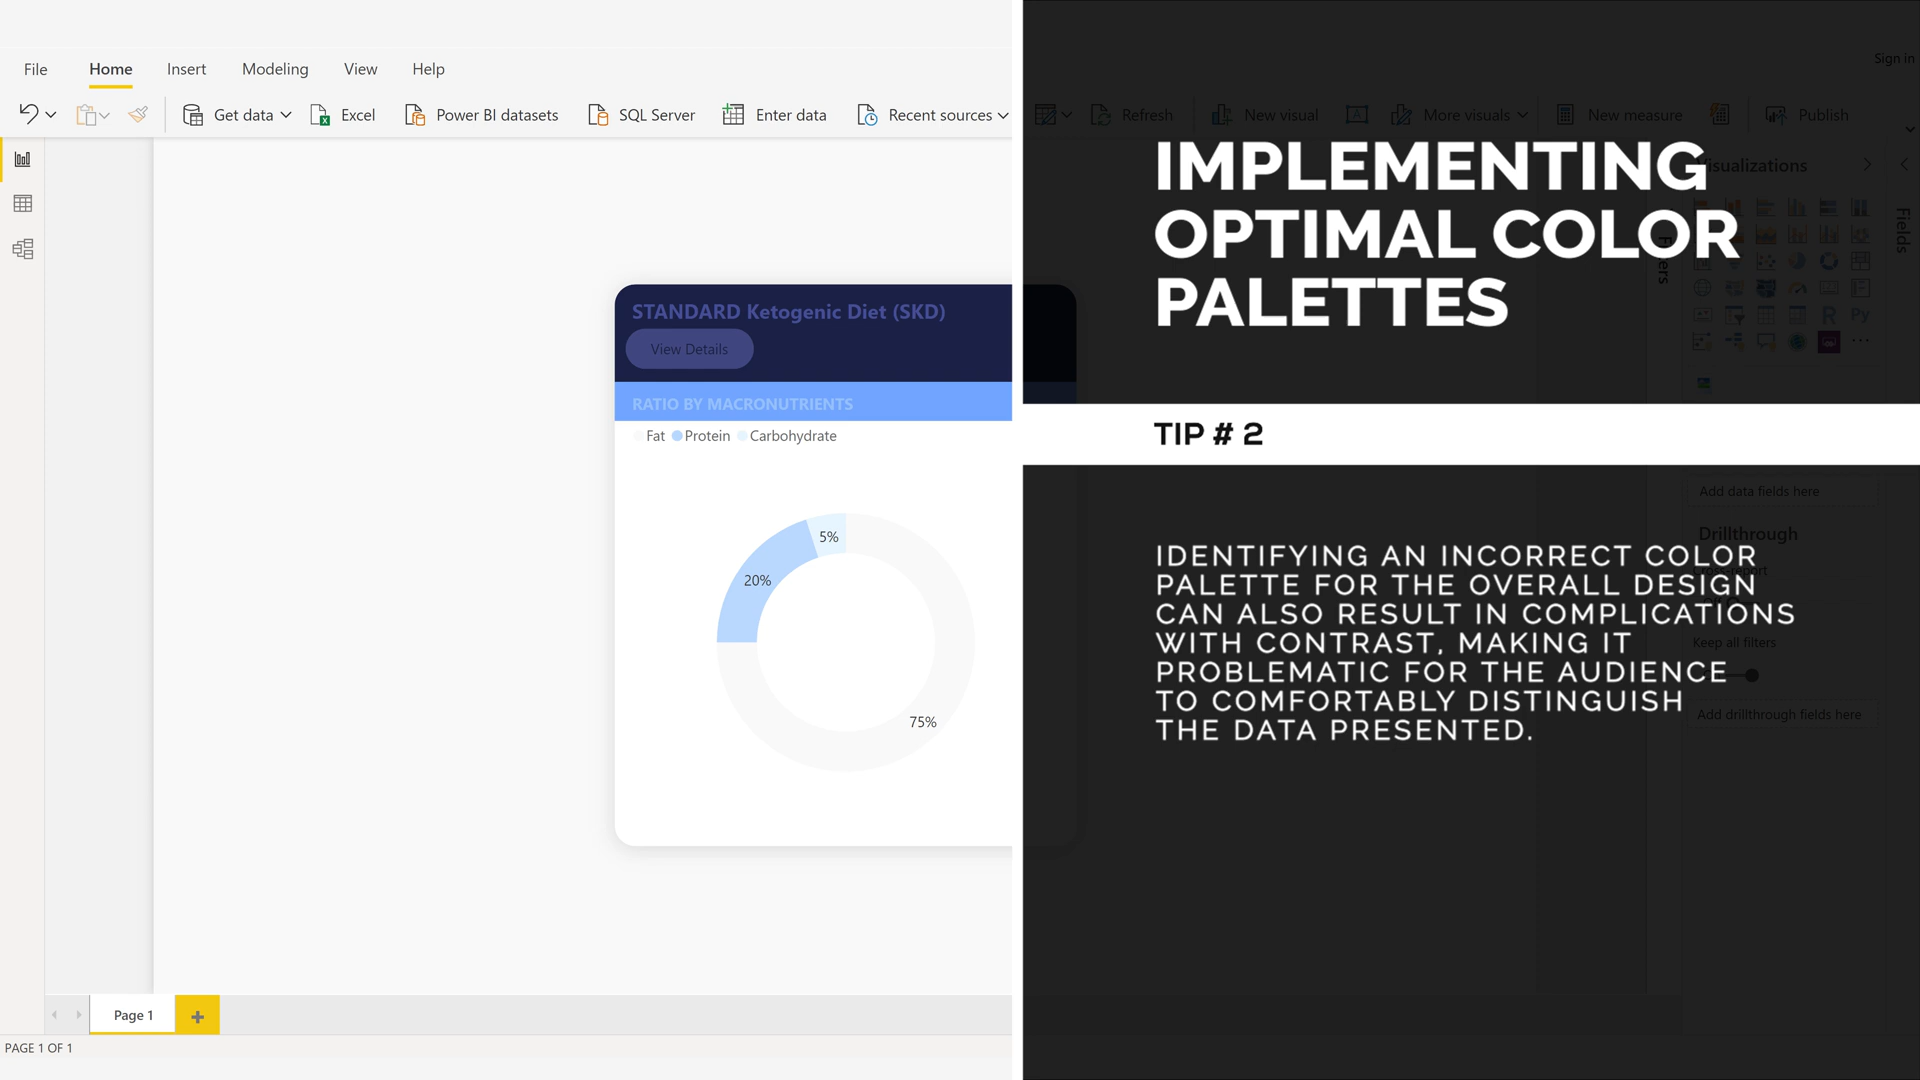 Sign in
File Home Insert Modeling View Help
Get data Excel Power BI datasets SQL Server Enter data Recent sources Refresh New visual More visuals New measure Publish
IMPLEMENTING
OPTIMAL COLOR
PALETTES
Visualizations
Fields
STANDARD Ketogenic Diet (SKD)
View Details
RATIO BY MACRONUTRIENTS
Fat Protein Carbohydrate
5%
20%
75%
TIP # 2
Add data fields here
Drillthrough
IDENTIFYING AN INCORRECT COLOR
PALETTE FOR THE OVERALL DESIGN
CAN ALSO RESULT IN COMPLICATIONS
WITH CONTRAST, MAKING IT
PROBLEMATIC FOR THE AUDIENCE
TO COMFORTABLY DISTINGUISH
THE DATA PRESENTED.
Keep all filters
Add drillthrough fields here
Page 1
PAGE 1 OF 1